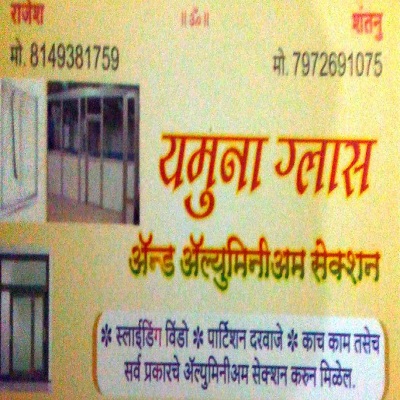 राजेश
॥ ॐ ॥
शंतनु
मो. 8149381759
मो. 7972691075
यमुना ग्लास
ॲन्ड ॲल्युमिनीअम सेक्शन
❇ स्लाईडिंग विंडो ❇ पार्टिशन दरवाजे ❇ काच काम तसेच
सर्व प्रकारचे ॲल्युमिनीअम सेक्शन करुन मिळेल.